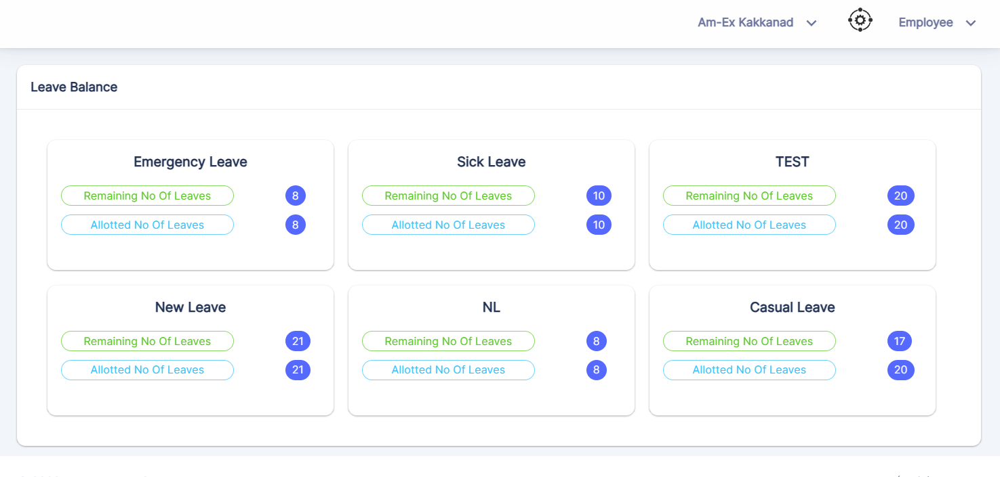 Am-Ex Kakkanad Employee
Leave Balance
Emergency Leave
Remaining No Of Leaves 8
Allotted No Of Leaves 8
Sick Leave
Remaining No Of Leaves 10
Allotted No Of Leaves 10
TEST
Remaining No Of Leaves 20
Allotted No Of Leaves 20
New Leave
Remaining No Of Leaves 21
Allotted No Of Leaves 21
NL
Remaining No Of Leaves 8
Allotted No Of Leaves 8
Casual Leave
Remaining No Of Leaves 17
Allotted No Of Leaves 20